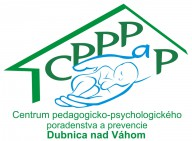 CPPPaP
Centrum pedagogicko-psychologického
poradenstva a prevencie
Dubnica nad Váhom